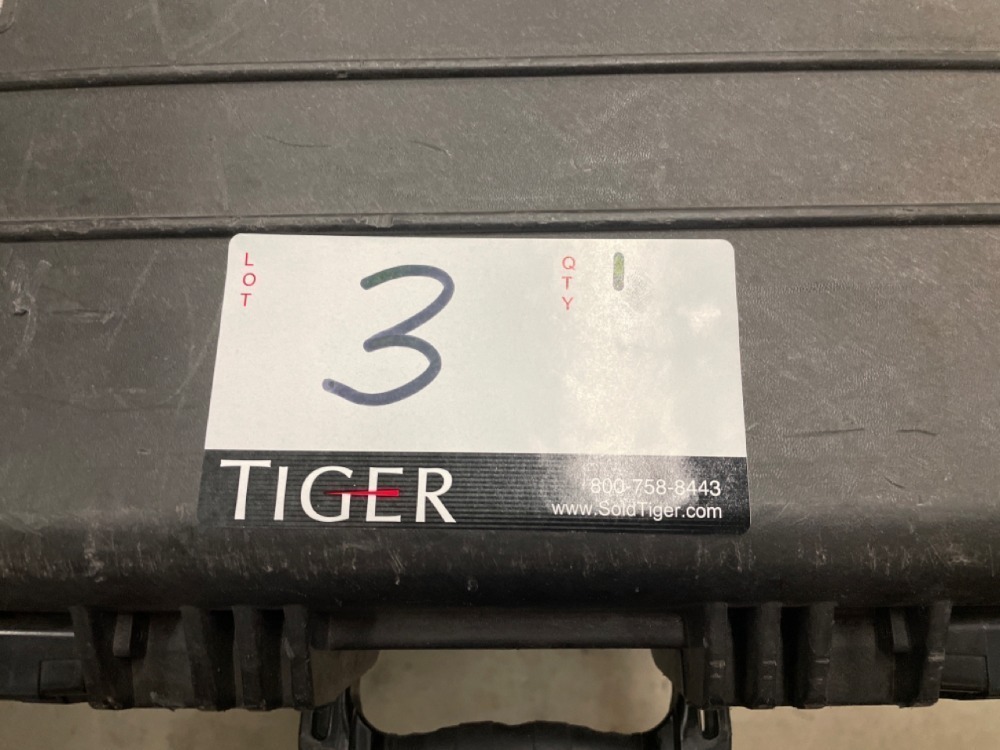 LOT
3
QTY
1
TIGER
800-758-8443
www.SoldTiger.com